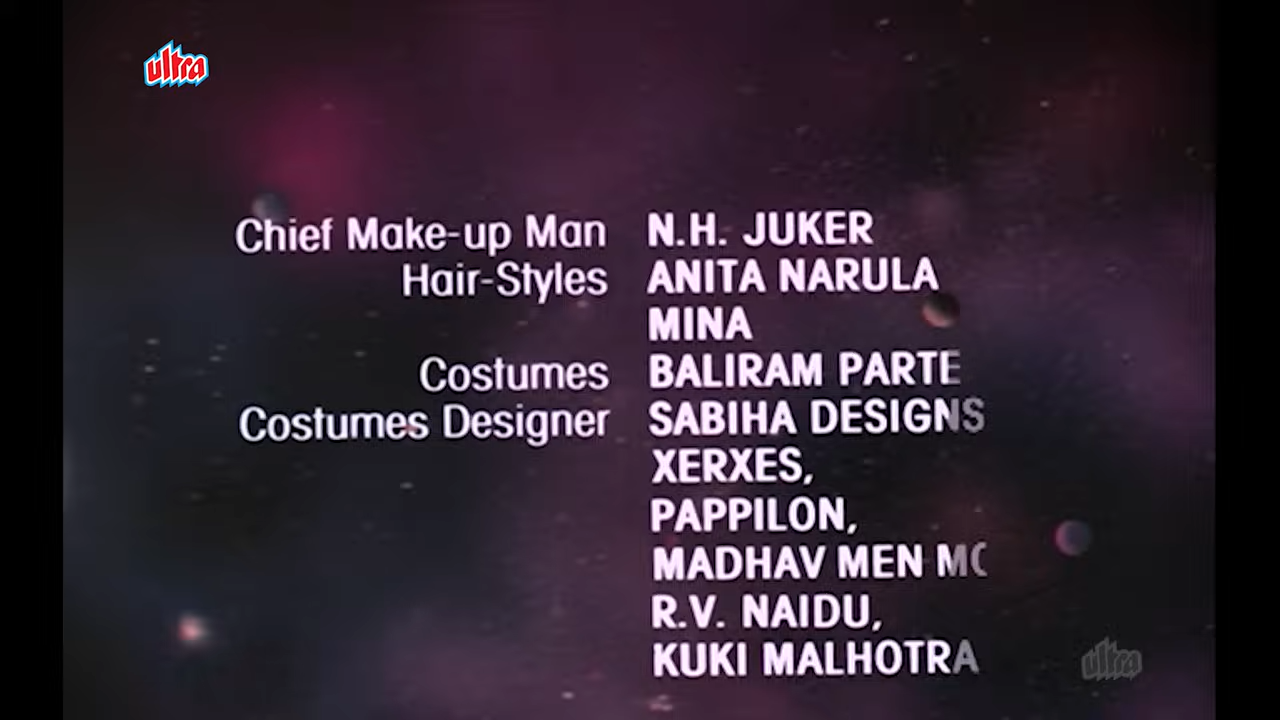 ultra
Chief Make-up Man N.H. JUKER
Hair-Styles ANITA NARULA
MINA
Costumes BALIRAM PARTE
Costumes Designer SABIHA DESIGNS
XERXES,
PAPPILON,
MADHAV MEN
R.V. NAIDU,
KUKI MALHOTRA
ultra